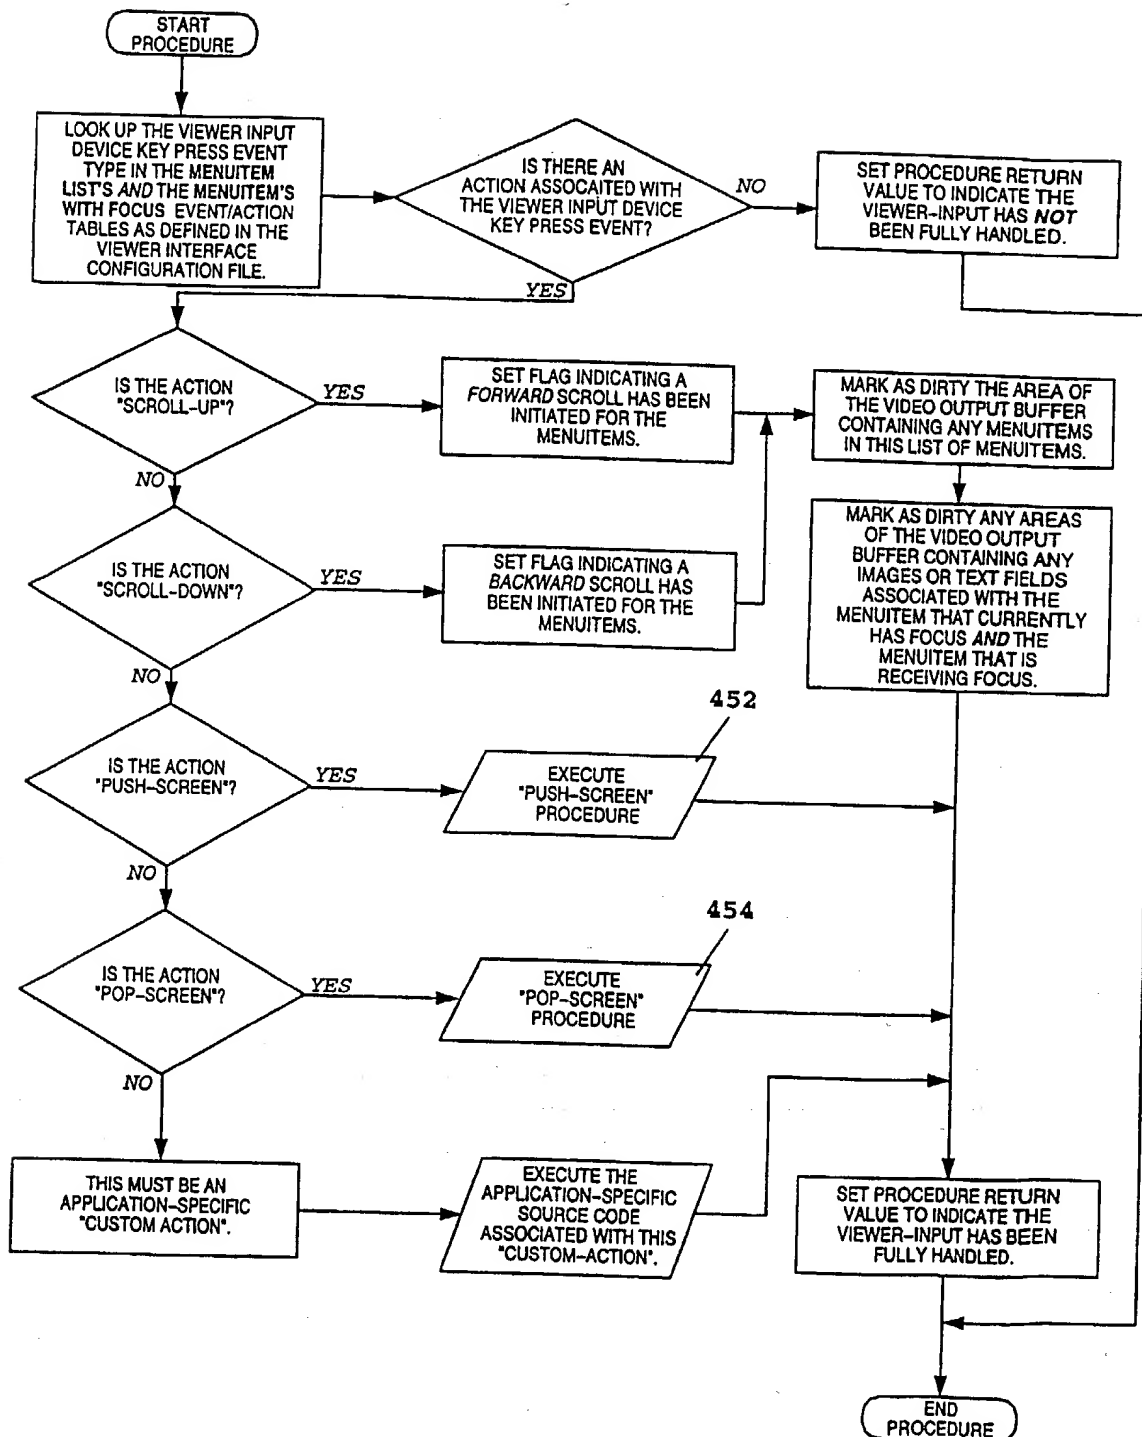 START
PROCEDURE
LOOK UP THE VIEWER INPUT
DEVICE KEY PRESS EVENT
TYPE IN THE MENUITEM
LIST'S AND THE MENUITEM'S
WITH FOCUS EVENT/ACTION
TABLES AS DEFINED IN THE
VIEWER INTERFACE
CONFIGURATION FILE.
IS THERE AN
ACTION ASSOCAITED WITH
THE VIEWER INPUT DEVICE
KEY PRESS EVENT?
NO
SET PROCEDURE RETURN
VALUE TO INDICATE THE
VIEWER-INPUT HAS NOT
BEEN FULLY HANDLED.
YES
IS THE ACTION
"SCROLL-UP"?
YES
SET FLAG INDICATING A
FORWARD SCROLL HAS BEEN
INITIATED FOR THE
MENUITEMS.
MARK AS DIRTY THE AREA OF
THE VIDEO OUTPUT BUFFER
CONTAINING ANY MENUITEMS
IN THIS LIST OF MENUITEMS.
NO
IS THE ACTION
"SCROLL-DOWN"?
YES
SET FLAG INDICATING A
BACKWARD SCROLL HAS
BEEN INITIATED FOR THE
MENUITEMS.
MARK AS DIRTY ANY AREAS
OF THE VIDEO OUTPUT
BUFFER CONTAINING ANY
IMAGES OR TEXT FIELDS
ASSOCIATED WITH THE
MENUITEM THAT CURRENTLY
HAS FOCUS AND THE
MENUITEM THAT IS
RECEIVING FOCUS.
NO
IS THE ACTION
"PUSH-SCREEN"?
YES
452
EXECUTE
"PUSH-SCREEN"
PROCEDURE
NO
IS THE ACTION
"POP-SCREEN"?
YES
454
EXECUTE
"POP-SCREEN"
PROCEDURE
NO
THIS MUST BE AN
APPLICATION-SPECIFIC
"CUSTOM ACTION".
EXECUTE THE
APPLICATION-SPECIFIC
SOURCE CODE
ASSOCIATED WITH THIS
"CUSTOM-ACTION".
SET PROCEDURE RETURN
VALUE TO INDICATE THE
VIEWER-INPUT HAS BEEN
FULLY HANDLED.
END
PROCEDURE